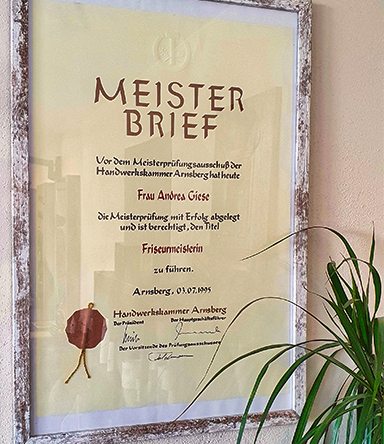 MEISTER
BRIEF
Vor dem Meisterprüfungsausschuß der
Handwerkskammer Arnsberg hat heute
Frau Andrea Giese
die Meisterprüfung mit Erfolg abgelegt
und ist berechtigt, den Titel
Friseurmeisterin
zu führen.
Arnsberg, 03.07.1995
Handwerkskammer Arnsberg
Der Präsident Der Hauptgeschäftsführer
Der Vorsitzende des Prüfungsausschusses